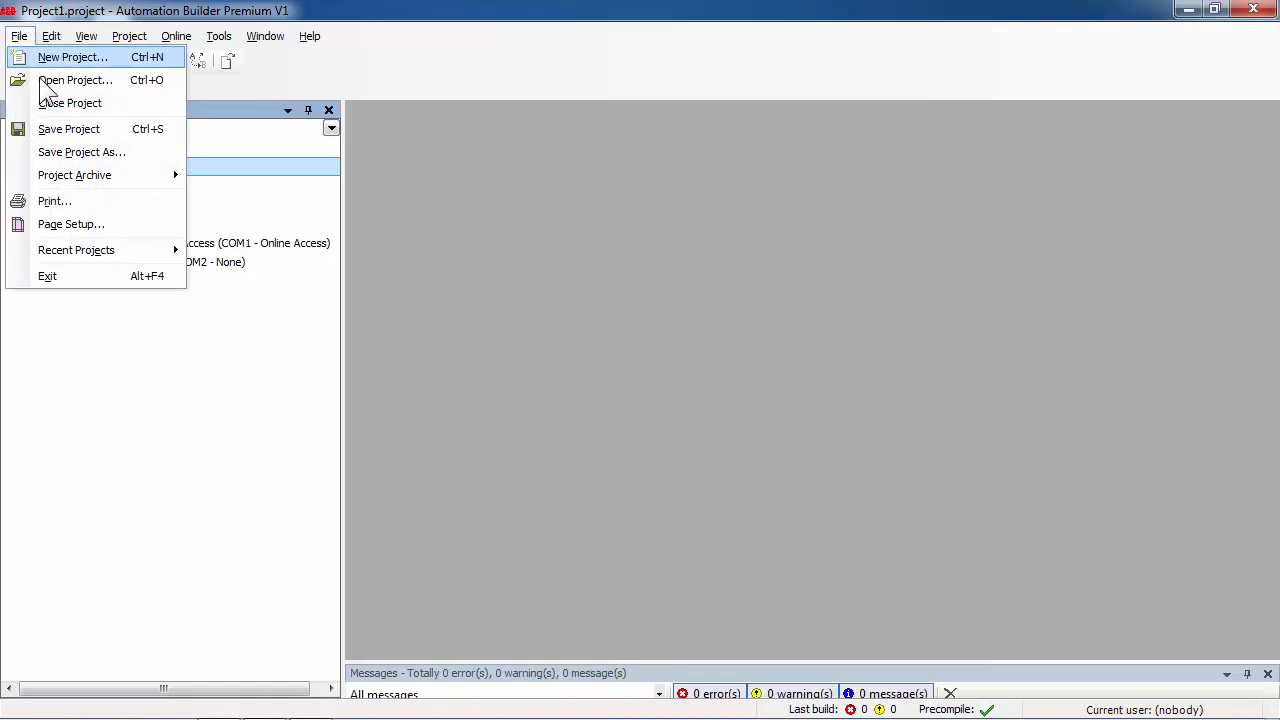 ABB Project1.project - Automation Builder Premium V1
File Edit View Project Online Tools Window Help
New Project... Ctrl+N
Open Project... Ctrl+O
Close Project
Save Project Ctrl+S
Save Project As...
Project Archive
Print...
Page Setup...
Recent Projects
Exit Alt+F4
Access (COM1 - Online Access)
OM2 - None)
Messages - Totally 0 error(s), 0 warning(s), 0 message(s)
All messages 0 error(s) 0 warning(s) 0 message(s)
Last build: 0 0 Precompile: Current user: (nobody)